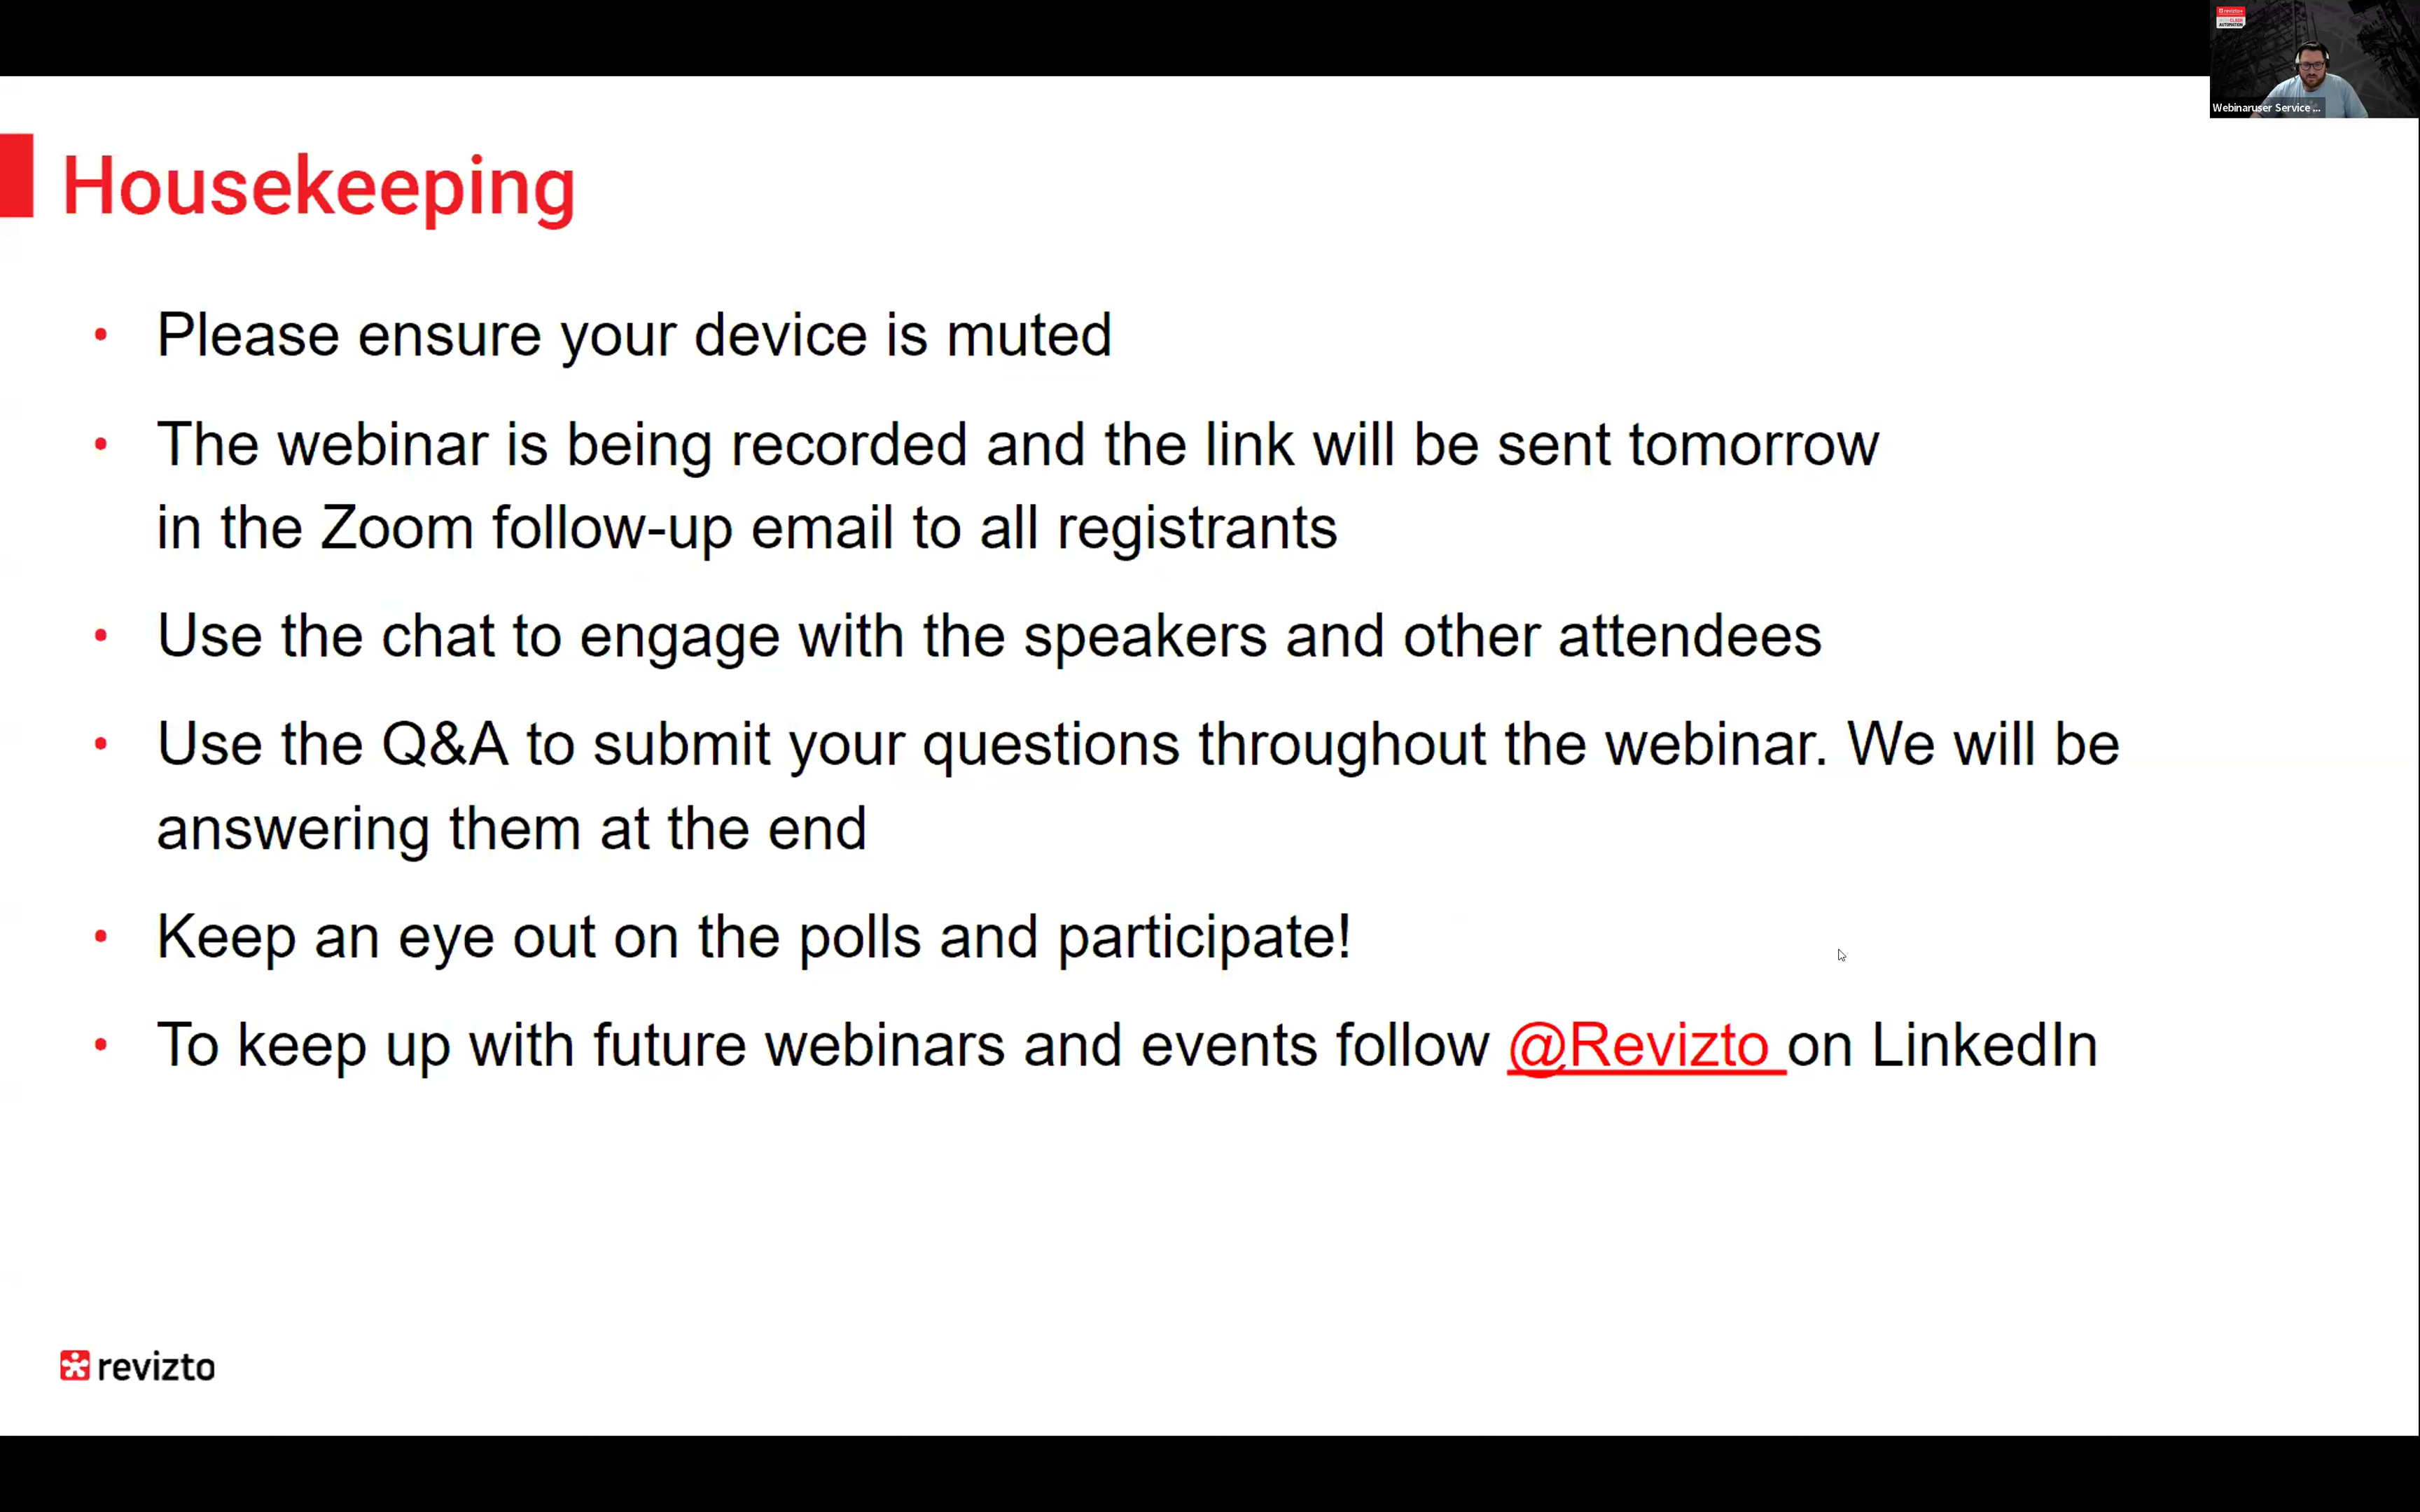 revizto
AUTOMATION
Webinaruser Service ...
Housekeeping
• Please ensure your device is muted
• The webinar is being recorded and the link will be sent tomorrow
in the Zoom follow-up email to all registrants
• Use the chat to engage with the speakers and other attendees
• Use the Q&A to submit your questions throughout the webinar. We will be
answering them at the end
• Keep an eye out on the polls and participate!
• To keep up with future webinars and events follow @Revizto on LinkedIn
revizto